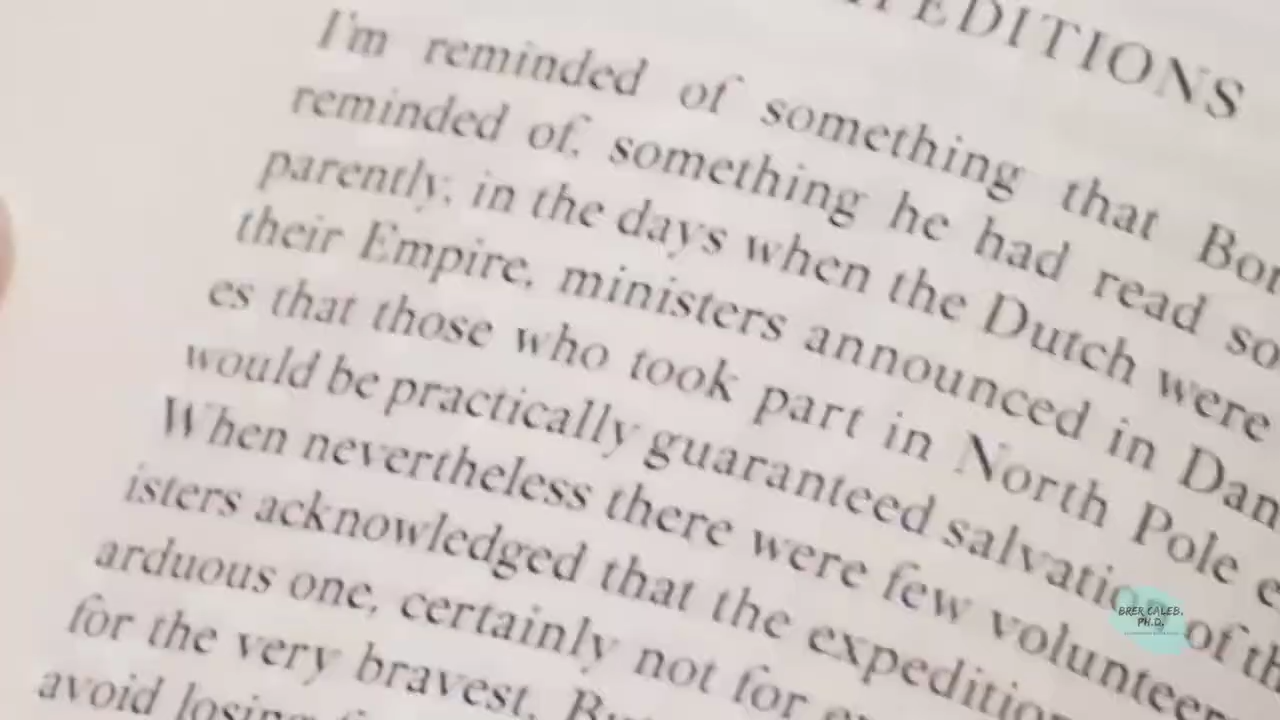 EDITIONS
I'm reminded of something that Bor
reminded of, something he had read so
parently, in the days when the Dutch were
their Empire, ministers announced in Dan
es that those who took part in North Pole e
would be practically guaranteed salvation of th
When nevertheless there were few volunteer
isters acknowledged that the expedition
arduous one, certainly not for
for the very bravest. Bu
avoid losing
BRER CALEB,
PH.D.